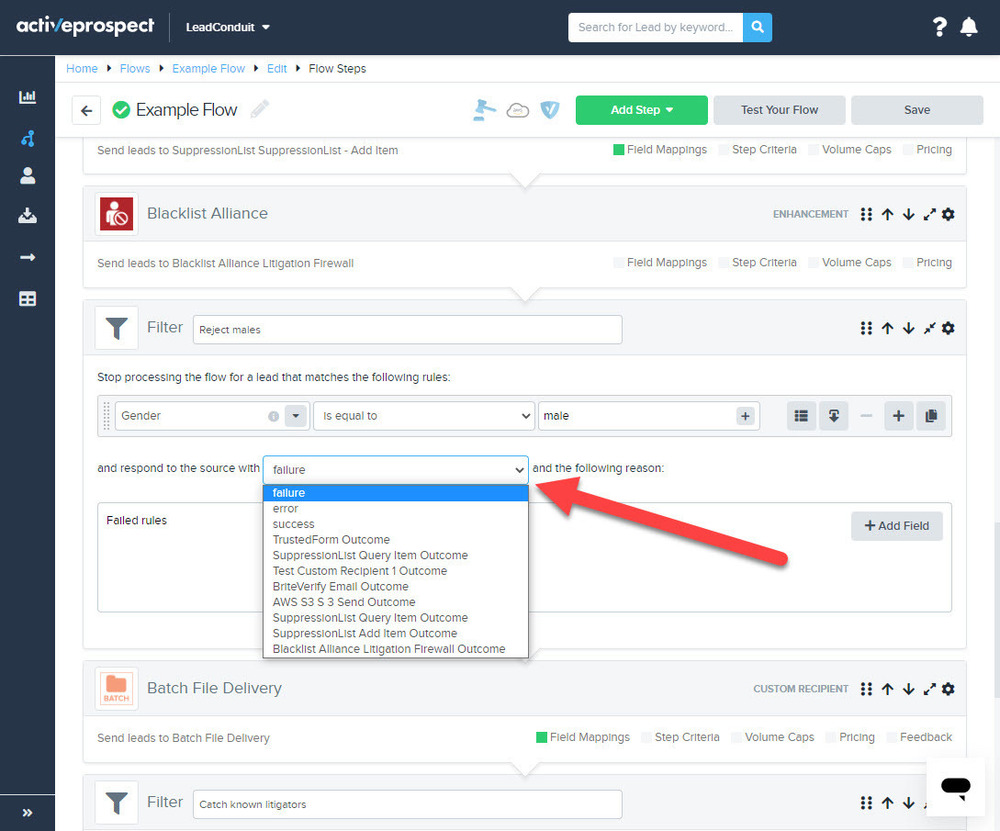 activeprospect LeadConduit Search for Lead by keyword... ?
Home Flows Example Flow Edit Flow Steps
Example Flow Add Step Test Your Flow Save
Send leads to SuppressionList SuppressionList - Add Item Field Mappings Step Criteria Volume Caps Pricing
Blacklist Alliance ENHANCEMENT
Send leads to Blacklist Alliance Litigation Firewall Field Mappings Step Criteria Volume Caps Pricing
Filter Reject males
Stop processing the flow for a lead that matches the following rules:
Gender is equal to male
and respond to the source with failure and the following reason:
failure
error
success
TrustedForm Outcome
SuppressionList Query Item Outcome
Test Custom Recipient 1 Outcome
BriteVerify Email Outcome
AWS S3 S 3 Send Outcome
SuppressionList Query Item Outcome
SuppressionList Add Item Outcome
Blacklist Alliance Litigation Firewall Outcome
Failed rules + Add Field
BATCH Batch File Delivery CUSTOM RECIPIENT
Send leads to Batch File Delivery Field Mappings Step Criteria Volume Caps Pricing Feedback
Filter Catch known litigators